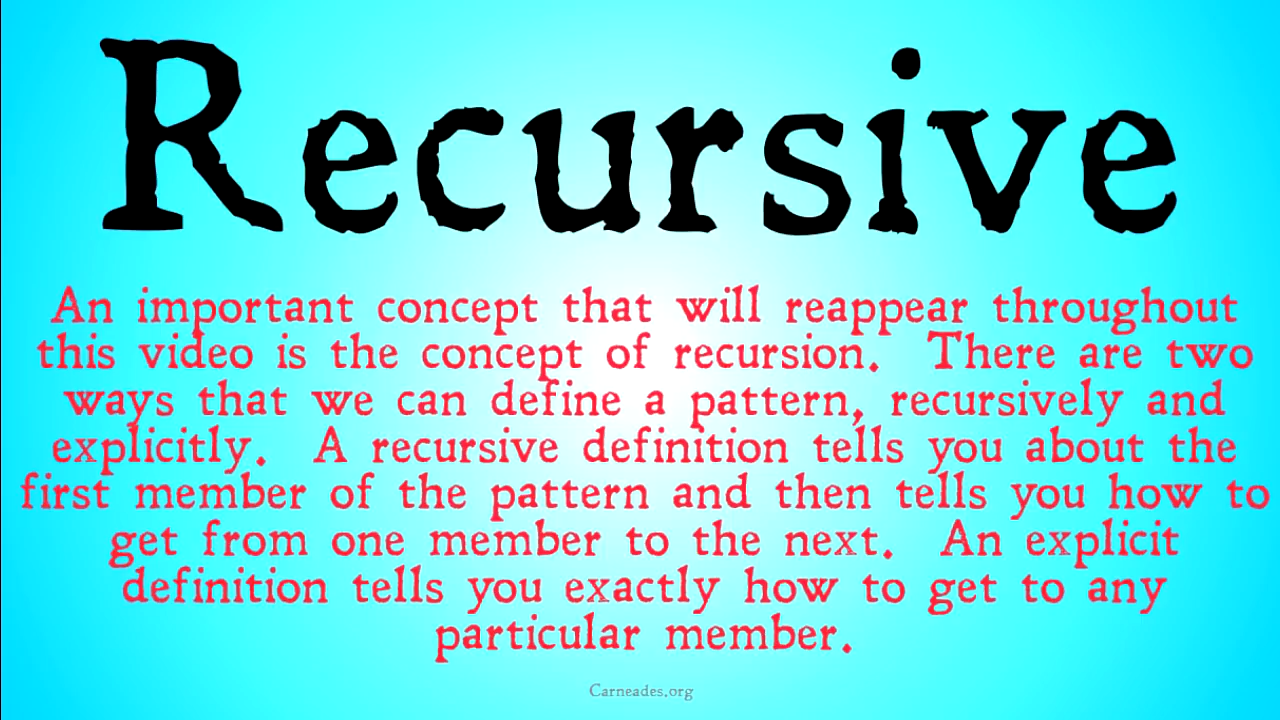 Recursive
An important concept that will reappear throughout
this video is the concept of recursion. There are two
ways that we can define a pattern, recursively and
explicitly. A recursive definition tells you about the
first member of the pattern and then tells you how to
get from one member to the next. An explicit
definition tells you exactly how to get to any
particular member.
Carneades.org